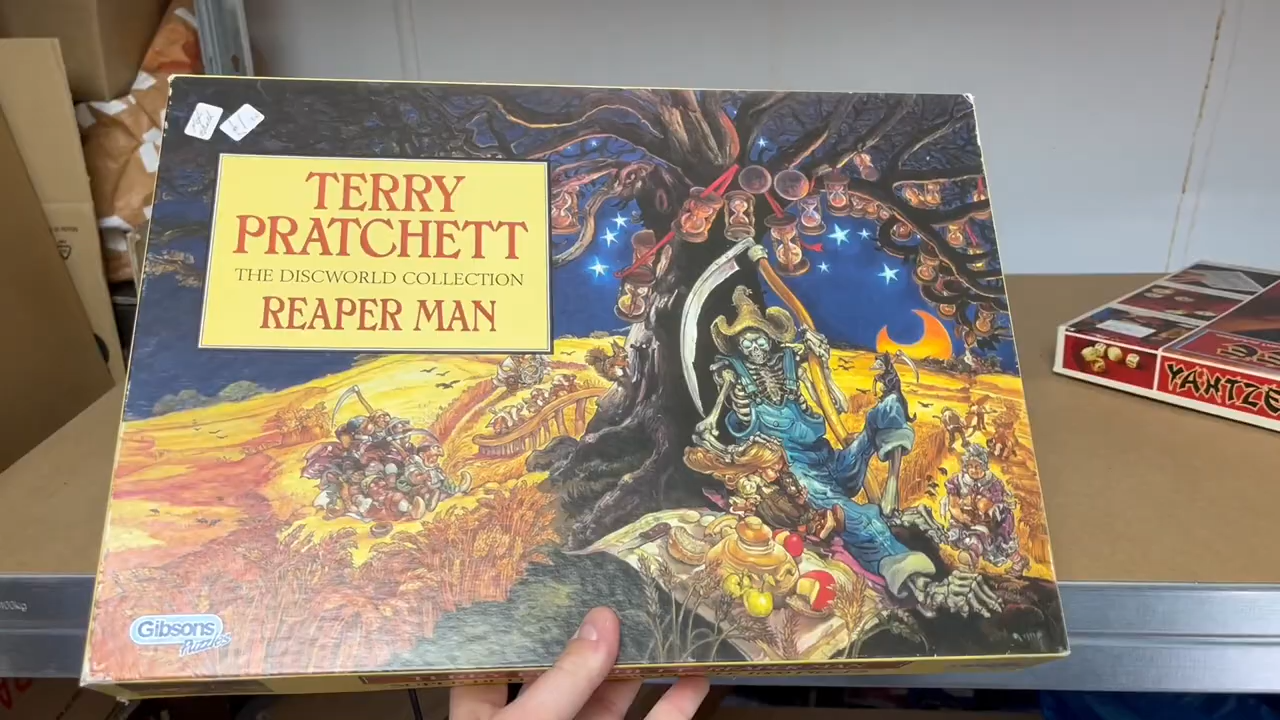 TERRY
PRATCHETT
THE DISCWORLD COLLECTION
REAPER MAN
Gibsons
Puzzles
YAHTZE